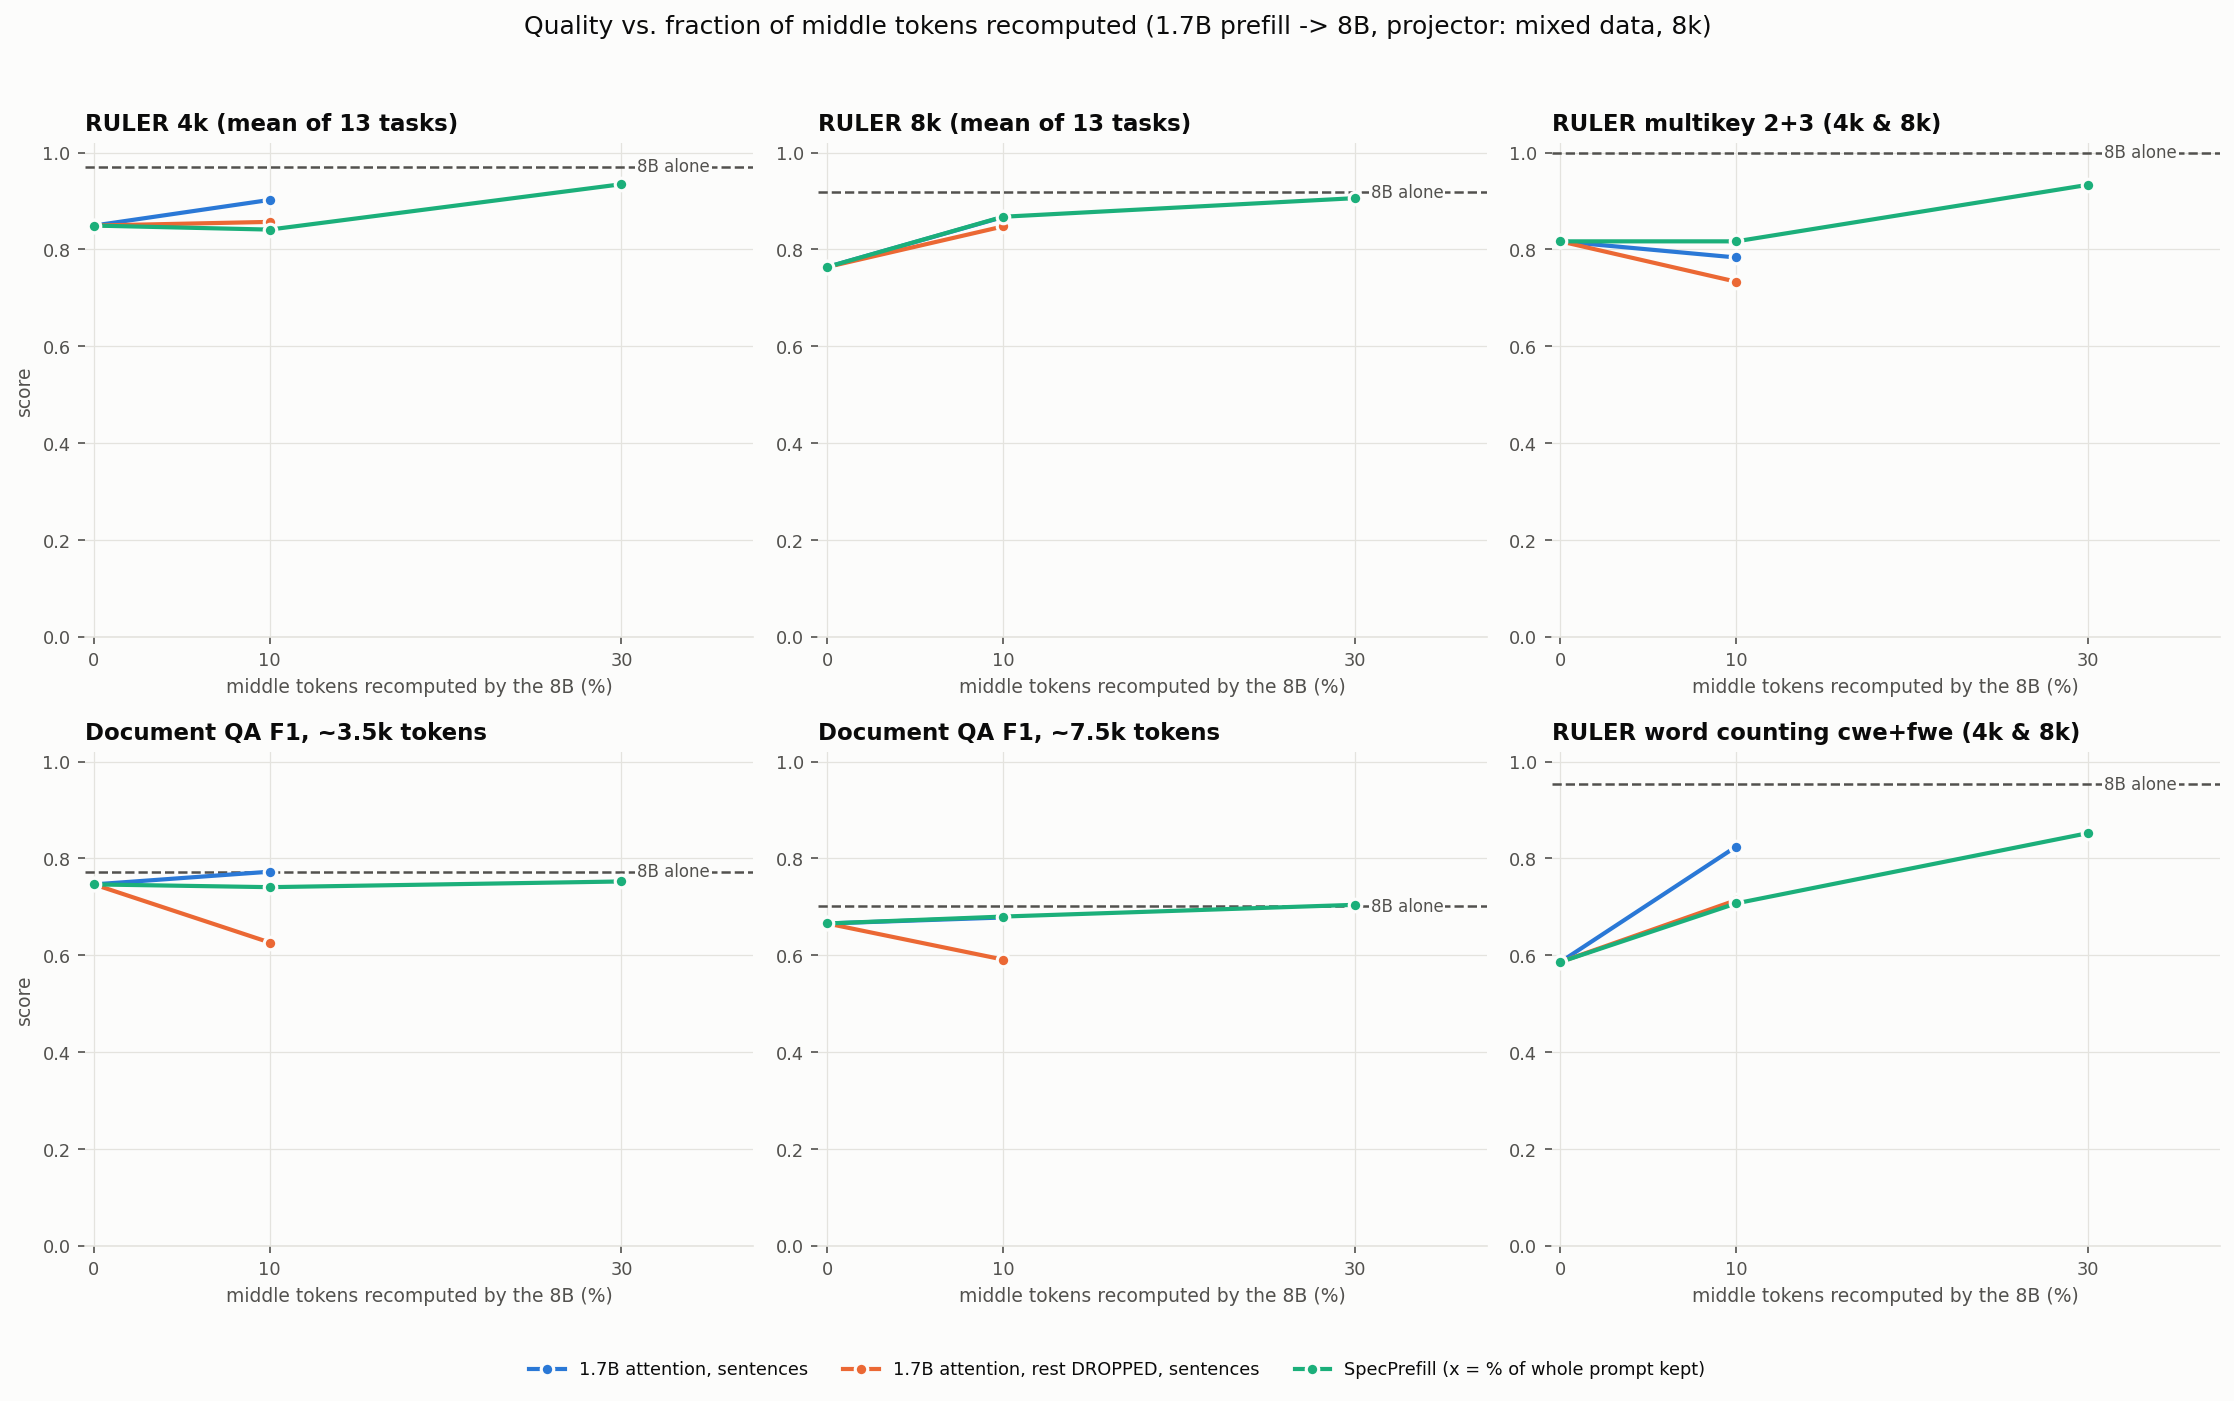 Quality vs. fraction of middle tokens recomputed (1.7B prefill -> 8B, projector: mixed data, 8k)
RULER 4k (mean of 13 tasks)
1.0
0.8
0.6
0.4
0.2
0.0
score
8B alone
0 10 30
middle tokens recomputed by the 8B (%)
RULER 8k (mean of 13 tasks)
1.0
0.8
0.6
0.4
0.2
0.0
8B alone
0 10 30
middle tokens recomputed by the 8B (%)
RULER multikey 2+3 (4k & 8k)
1.0
0.8
0.6
0.4
0.2
0.0
8B alone
0 10 30
middle tokens recomputed by the 8B (%)
Document QA F1, ~3.5k tokens
1.0
0.8
0.6
0.4
0.2
0.0
score
8B alone
0 10 30
middle tokens recomputed by the 8B (%)
Document QA F1, ~7.5k tokens
1.0
0.8
0.6
0.4
0.2
0.0
8B alone
0 10 30
middle tokens recomputed by the 8B (%)
RULER word counting cwe+fwe (4k & 8k)
1.0
0.8
0.6
0.4
0.2
0.0
8B alone
0 10 30
middle tokens recomputed by the 8B (%)
1.7B attention, sentences
1.7B attention, rest DROPPED, sentences
SpecPrefill (x = % of whole prompt kept)